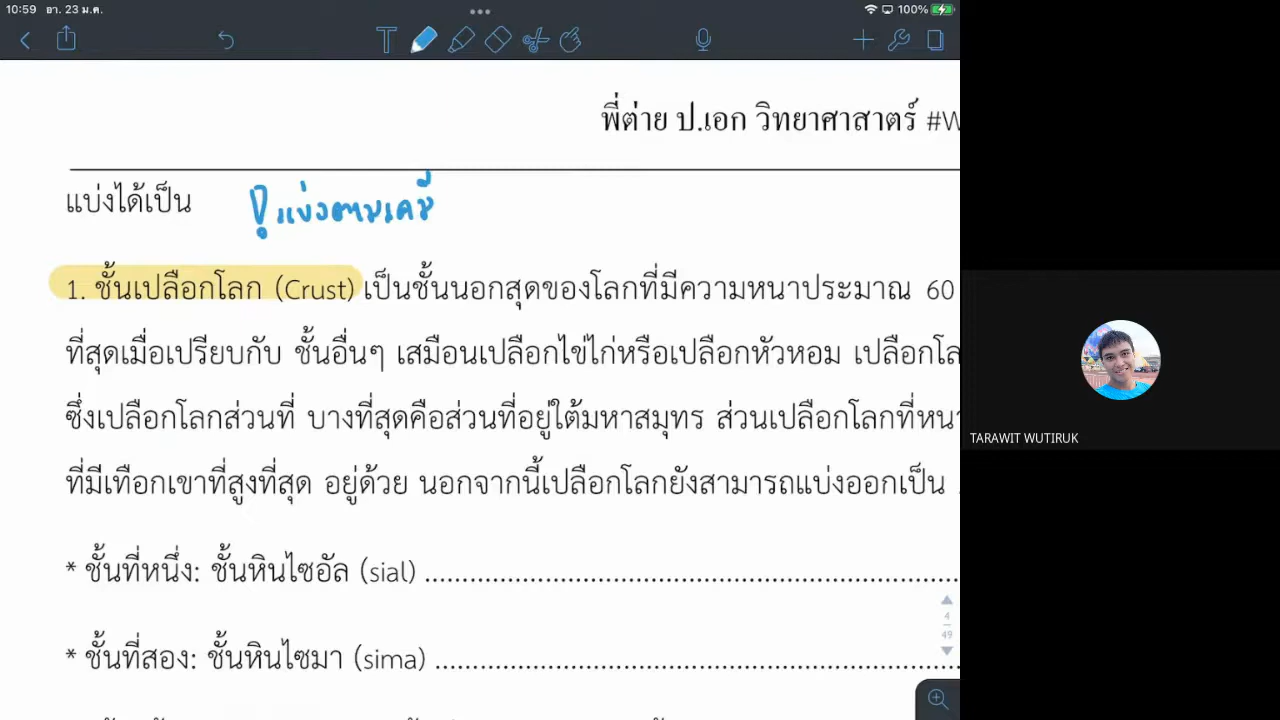 10:59 อา. 23 ม.ค.
100%
พี่ต่าย ป.เอก วิทยาศาสาตร์ #W
แบ่งได้เป็น
แบ่งตามเคมี
1. ชั้นเปลือกโลก (Crust) เป็นชั้นนอกสุดของโลกที่มีความหนาประมาณ 60
ที่สุดเมื่อเปรียบกับ ชั้นอื่นๆ เสมือนเปลือกไข่ไก่หรือเปลือกหัวหอม เปลือกโล
ซึ่งเปลือกโลกส่วนที่ บางที่สุดคือส่วนที่อยู่ใต้มหาสมุทร ส่วนเปลือกโลกที่หนา
ที่มีเทือกเขาที่สูงที่สุด อยู่ด้วย นอกจากนี้เปลือกโลกยังสามารถแบ่งออกเป็น
* ชั้นที่หนึ่ง: ชั้นหินไซอัล (sial) ..........................................................
* ชั้นที่สอง: ชั้นหินไซมา (sima) ..........................................................
4
49
TARAWIT WUTIRUK